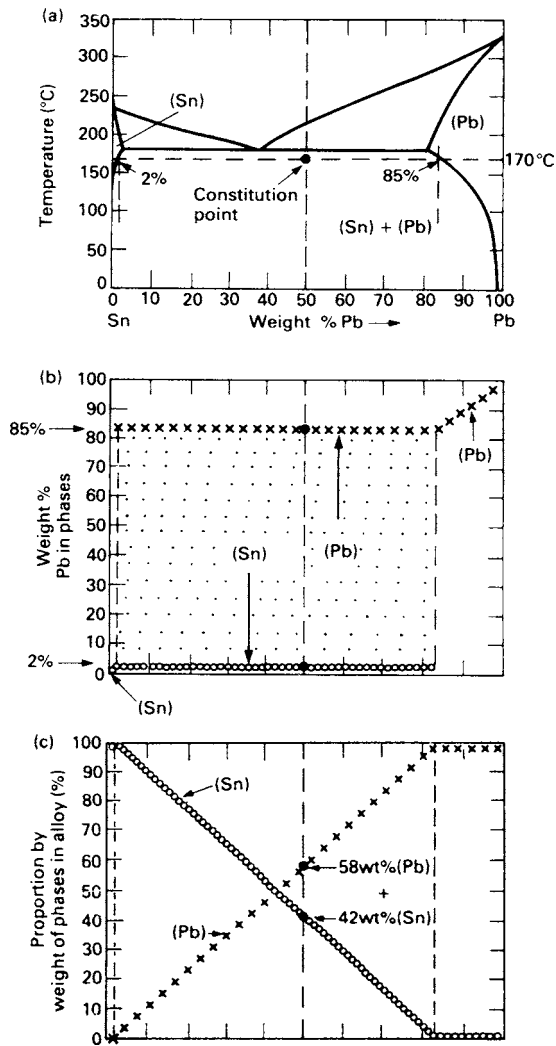 (a)
350
300
250
200
150
100
50
0
Temperature (°C)
(Sn)
(Pb)
170°C
2%
Constitution
point
85%
(Sn) + (Pb)
0 10 20 30 40 50 60 70 80 90 100
Sn Weight % Pb → Pb
(b)
100
90
80
70
60
50
40
30
20
10
0
85%
Weight %
Pb in phases
(Pb)
(Sn)
(Pb)
2%
(Sn)
(c)
100
90
80
70
60
50
40
30
20
10
0
Proportion by
weight of phases in alloy (%)
(Sn)
58wt%(Pb)
+
42wt%(Sn)
(Pb)